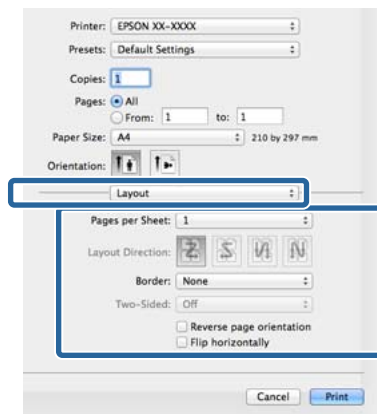 Printer: EPSON XX-XXXX
Presets: Default Settings
Copies: 1
Pages: All
From: 1 to: 1
Paper Size: A4 210 by 297 mm
Orientation:
Layout
Pages per Sheet: 1
Layout Direction:
Border: None
Two-Sided: Off
Reverse page orientation
Flip horizontally
Cancel Print